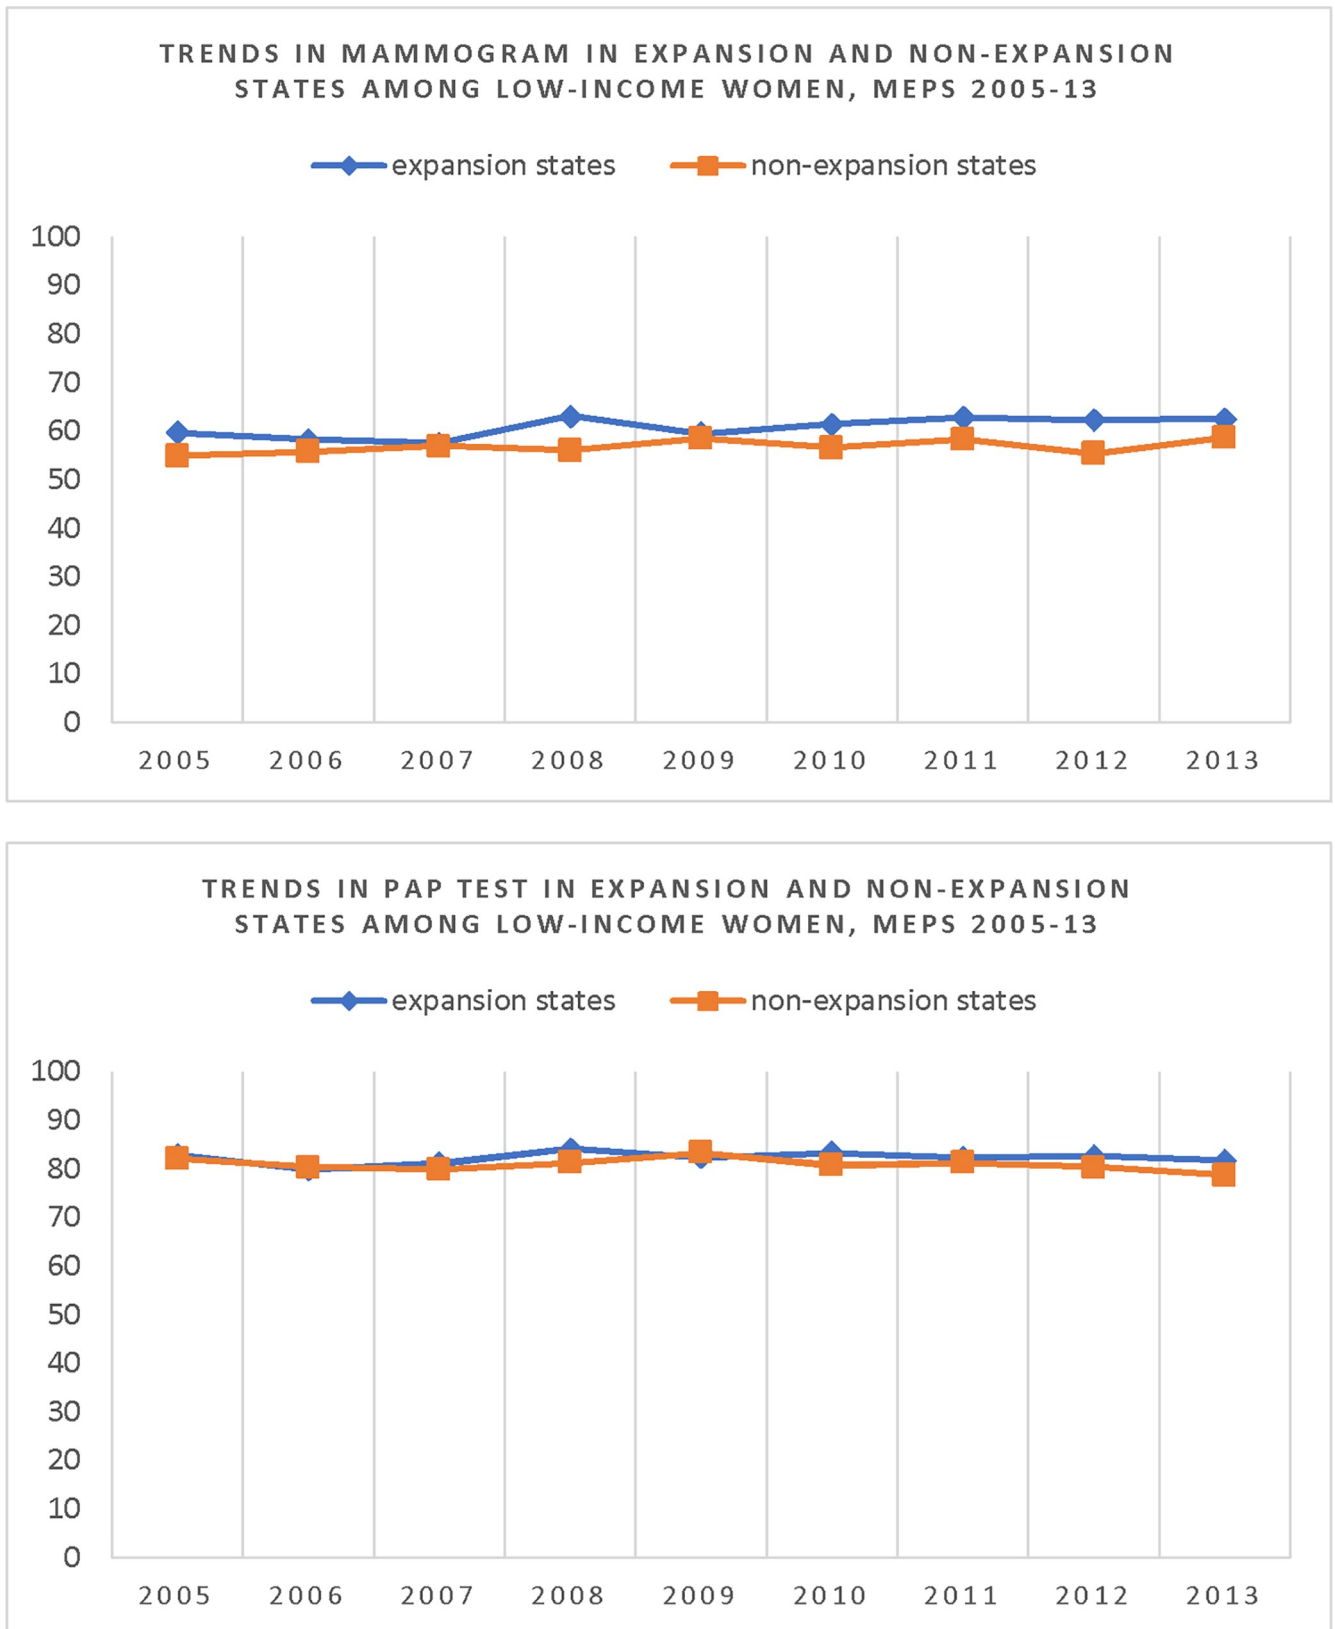 TRENDS IN MAMMOGRAM IN EXPANSION AND NON-EXPANSION
STATES AMONG LOW-INCOME WOMEN, MEPS 2005-13
expansion states non-expansion states
100
90
80
70
60
50
40
30
20
10
0
2005 2006 2007 2008 2009 2010 2011 2012 2013
TRENDS IN PAP TEST IN EXPANSION AND NON-EXPANSION
STATES AMONG LOW-INCOME WOMEN, MEPS 2005-13
expansion states non-expansion states
100
90
80
70
60
50
40
30
20
10
0
2005 2006 2007 2008 2009 2010 2011 2012 2013